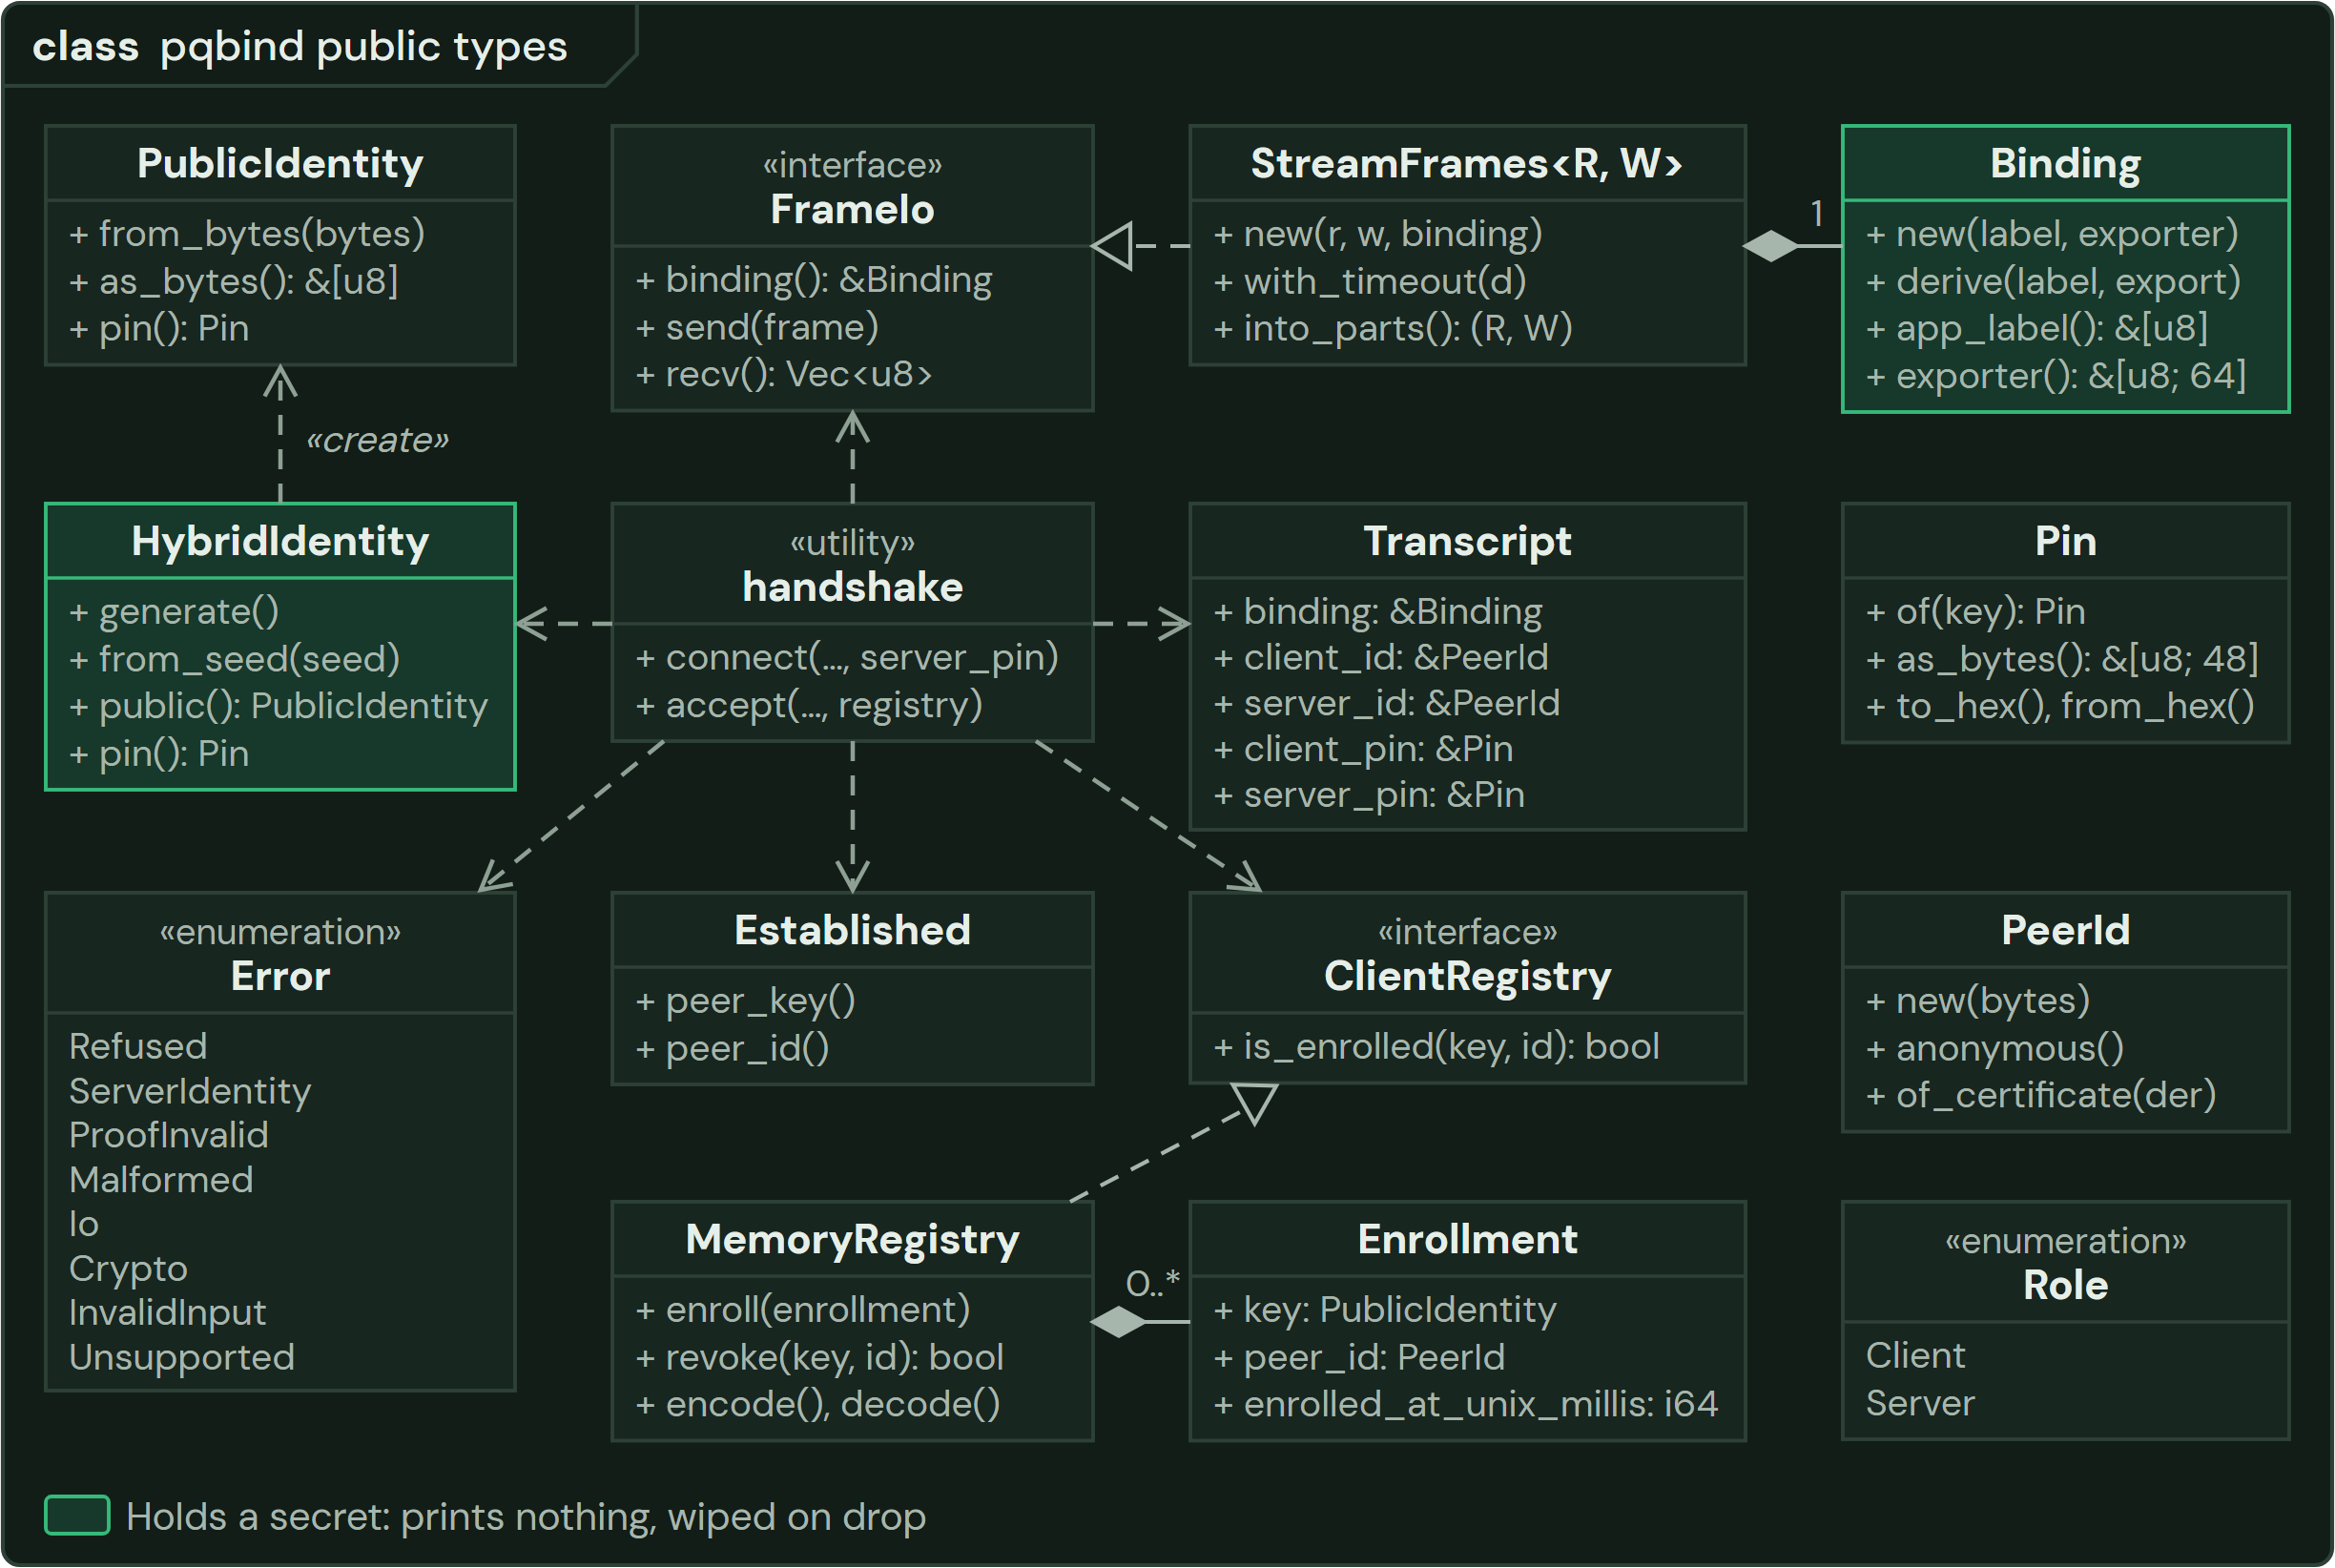 class pqbind public types
PublicIdentity
+ from_bytes(bytes)
+ as_bytes(): &[u8]
+ pin(): Pin
«interface»
FrameIo
+ binding(): &Binding
+ send(frame)
+ recv(): Vec<u8>
StreamFrames<R, W>
+ new(r, w, binding)
+ with_timeout(d)
+ into_parts(): (R, W)
1
Binding
+ new(label, exporter)
+ derive(label, export)
+ app_label(): &[u8]
+ exporter(): &[u8; 64]
«create»
HybridIdentity
+ generate()
+ from_seed(seed)
+ public(): PublicIdentity
+ pin(): Pin
«utility»
handshake
+ connect(…, server_pin)
+ accept(…, registry)
Transcript
+ binding: &Binding
+ client_id: &PeerId
+ server_id: &PeerId
+ client_pin: &Pin
+ server_pin: &Pin
Pin
+ of(key): Pin
+ as_bytes(): &[u8; 48]
+ to_hex(), from_hex()
«enumeration»
Error
Refused
ServerIdentity
ProofInvalid
Malformed
Io
Crypto
InvalidInput
Unsupported
Established
+ peer_key()
+ peer_id()
«interface»
ClientRegistry
+ is_enrolled(key, id): bool
PeerId
+ new(bytes)
+ anonymous()
+ of_certificate(der)
MemoryRegistry
+ enroll(enrollment)
+ revoke(key, id): bool
+ encode(), decode()
0..*
Enrollment
+ key: PublicIdentity
+ peer_id: PeerId
+ enrolled_at_unix_millis: i64
«enumeration»
Role
Client
Server
Holds a secret: prints nothing, wiped on drop